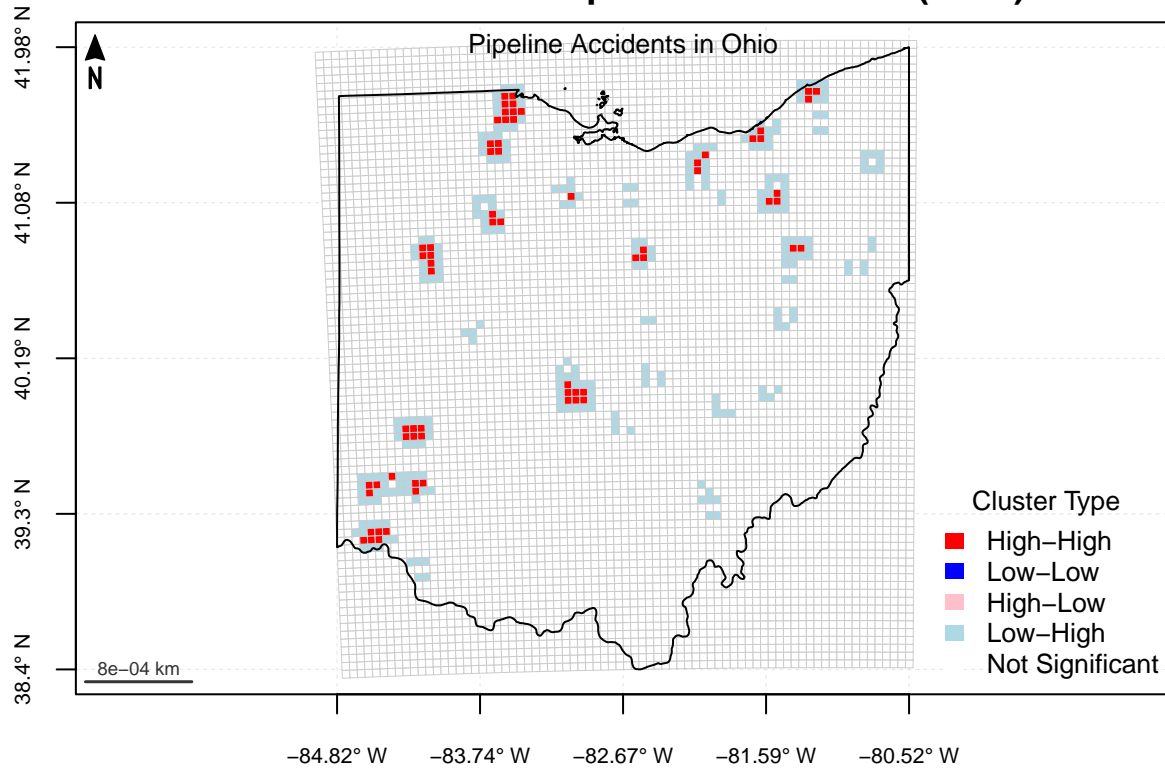 Pipeline Accidents in Ohio
N
41.98° N
41.08° N
40.19° N
39.3° N
38.4° N
Cluster Type
High−High
Low−Low
High−Low
Low−High
Not Significant
8e−04 km
−84.82° W
−83.74° W
−82.67° W
−81.59° W
−80.52° W